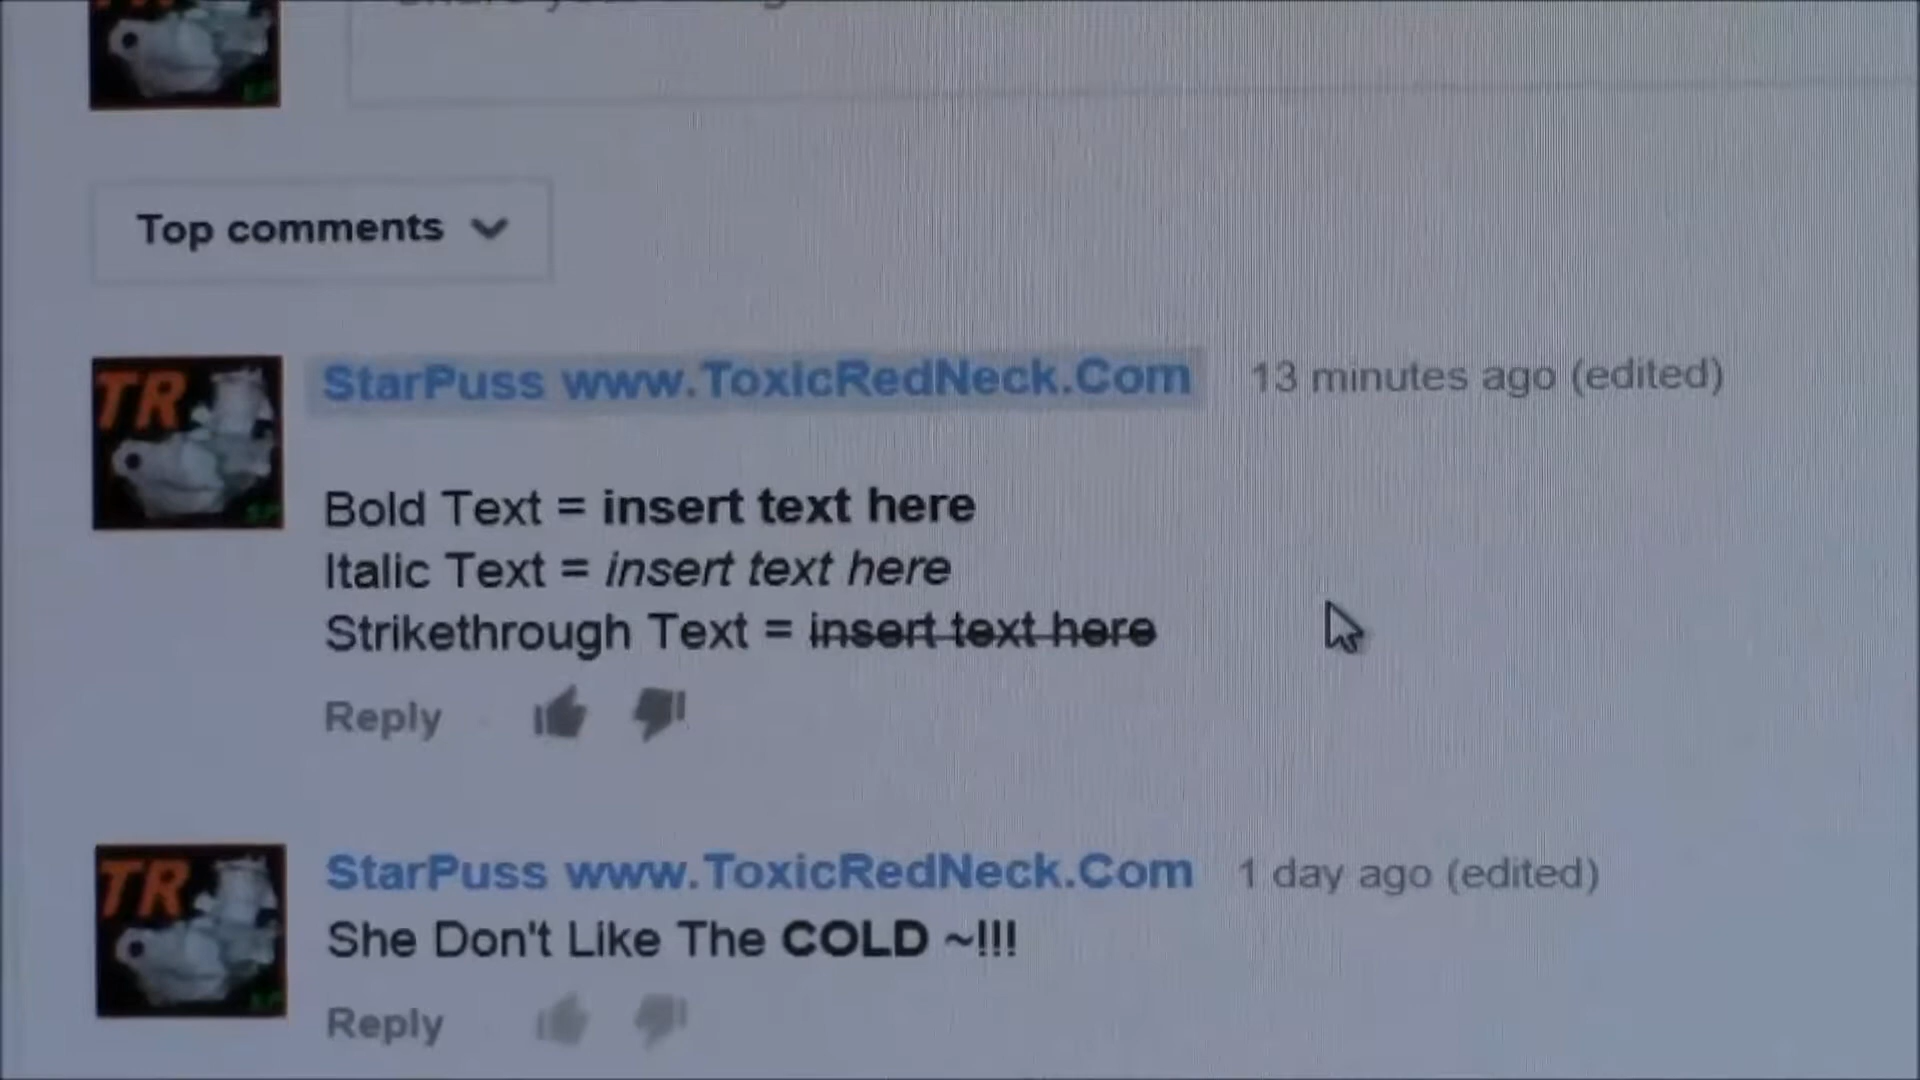 Top comments
TR
StarPuss www.ToxicRedNeck.Com 13 minutes ago (edited)
Bold Text = insert text here
Italic Text = insert text here
Strikethrough Text = insert text here
Reply
TR
StarPuss www.ToxicRedNeck.Com 1 day ago (edited)
She Don't Like The COLD ~!!!
Reply